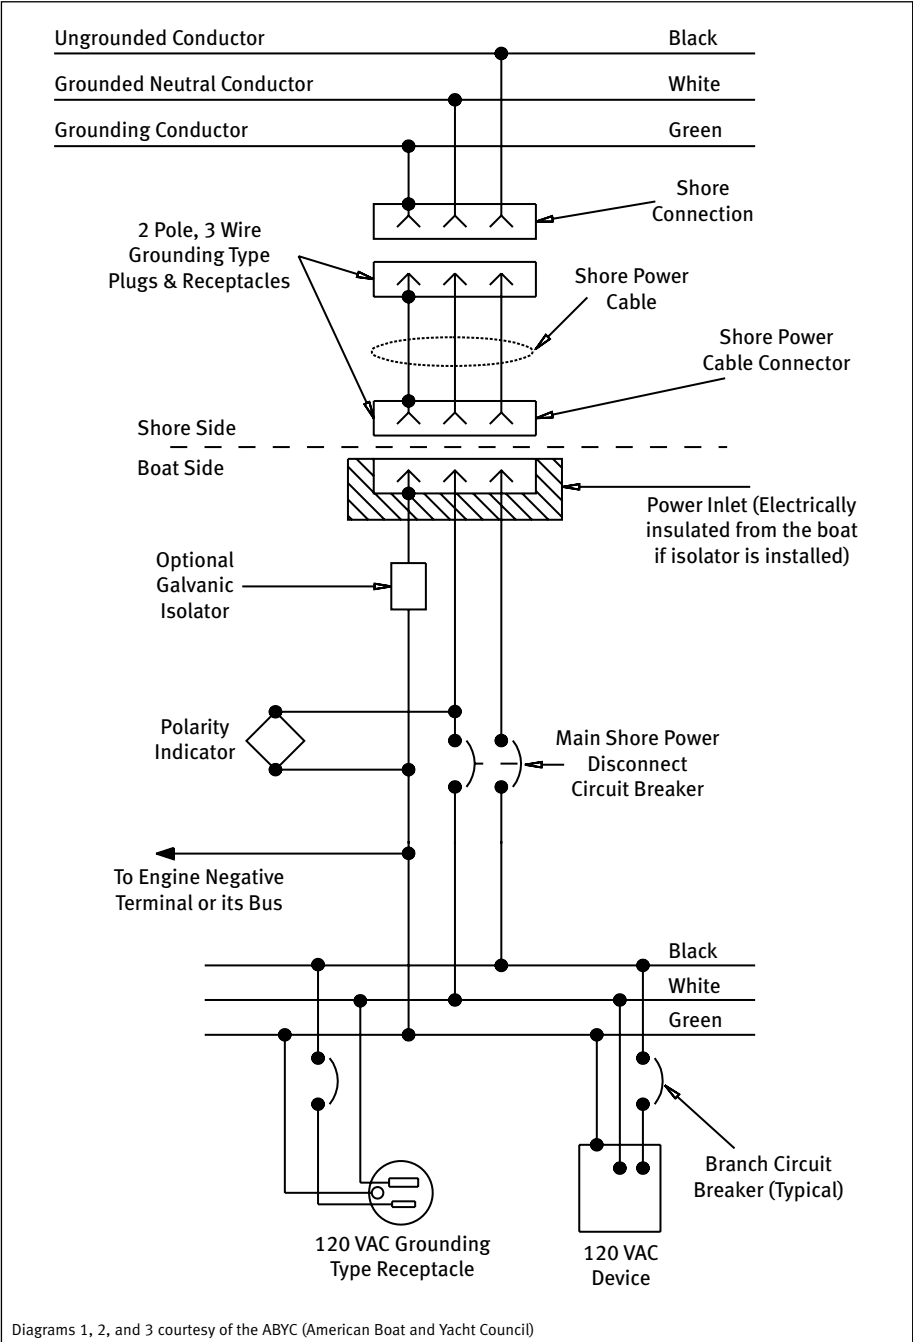 Ungrounded Conductor
Black
Grounded Neutral Conductor
White
Grounding Conductor
Green
Shore
Connection
2 Pole, 3 Wire
Grounding Type
Plugs & Receptacles
Shore Power
Cable
Shore Power
Cable Connector
Shore Side
Boat Side
Power Inlet (Electrically
insulated from the boat
if isolator is installed)
Optional
Galvanic
Isolator
Polarity
Indicator
Main Shore Power
Disconnect
Circuit Breaker
To Engine Negative
Terminal or its Bus
Black
White
Green
Branch Circuit
Breaker (Typical)
120 VAC Grounding
Type Receptacle
120 VAC
Device
Diagrams 1, 2, and 3 courtesy of the ABYC (American Boat and Yacht Council)